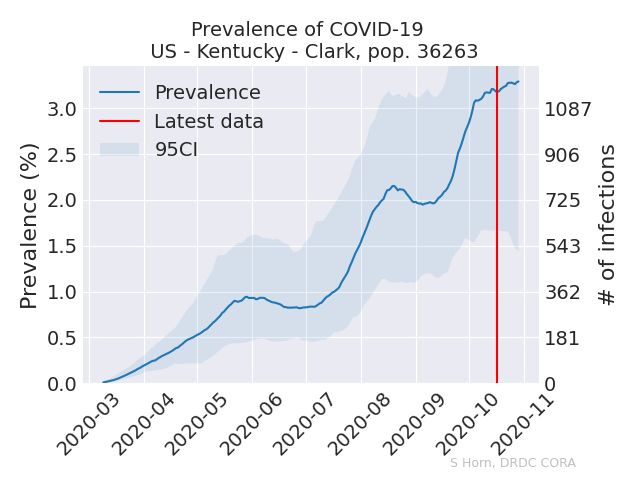 Prevalence of COVID-19
US - Kentucky - Clark, pop. 36263
Prevalence
Latest data
95CI
Prevalence (%)
3.0
2.5
2.0
1.5
1.0
0.5
0.0
1087
906
725
543
362
181
0
# of infections
2020-03
2020-04
2020-05
2020-06
2020-07
2020-08
2020-09
2020-10
2020-11
S Horn, DRDC CORA